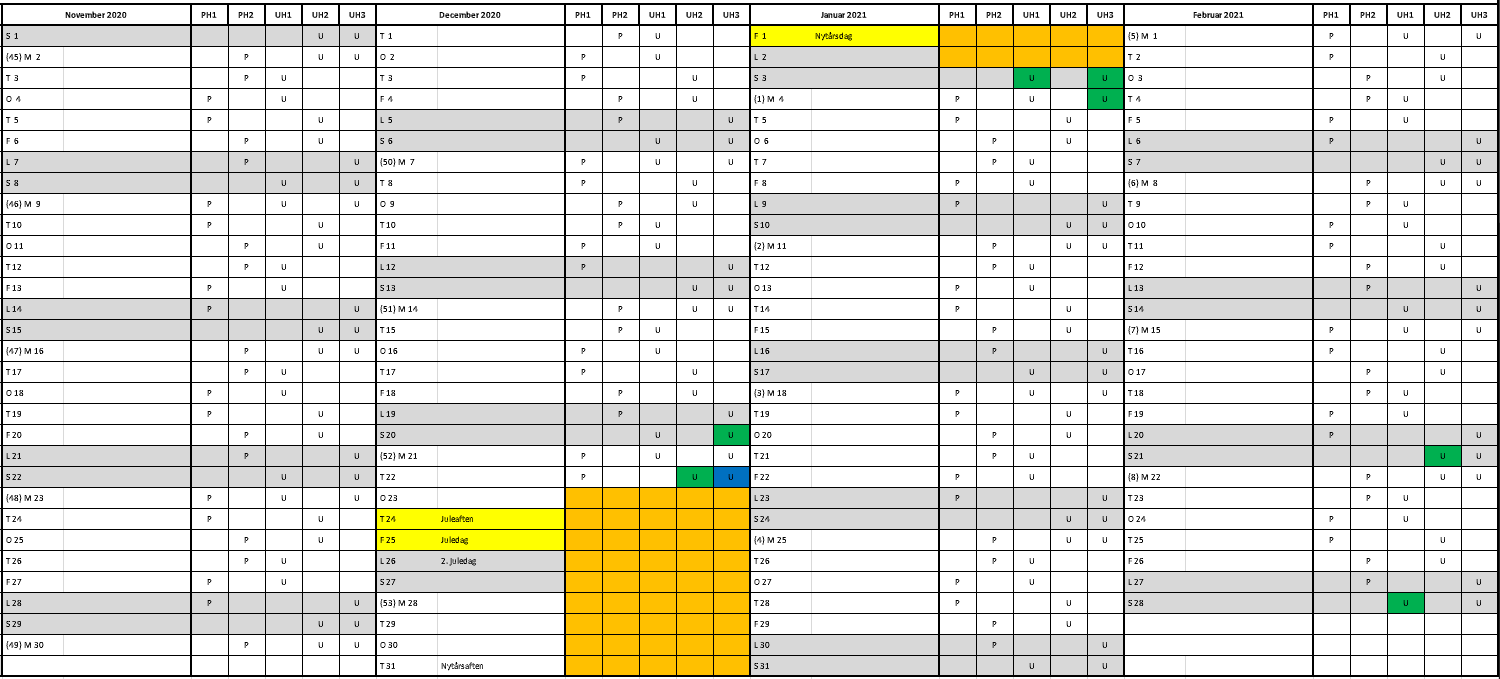 November 2020 PH1 PH2 UH1 UH2 UH3 December 2020 PH1 PH2 UH1 UH2 UH3 Januar 2021 PH1 PH2 UH1 UH2 UH3 Februar 2021 PH1 PH2 UH1 UH2 UH3
S 1 U U T 1 P U F 1 Nytårsdag (5) M 1 P U U
(45) M 2 P U U O 2 P U L 2 T 2 P U
T 3 P U T 3 P U S 3 U U O 3 P U
O 4 P U F 4 P U (1) M 4 P U U T 4 P U
T 5 P U L 5 P U T 5 P U F 5 P U
F 6 P U S 6 U U O 6 P U L 6 P U
L 7 P U (50) M 7 P U U T 7 P U S 7 U U
S 8 U U T 8 P U F 8 P U (6) M 8 P U U
(46) M 9 P U U O 9 P U L 9 P U T 9 P U
T 10 P U T 10 P U S 10 U U O 10 P U
O 11 P U F 11 P U (2) M 11 P U U T 11 P U
T 12 P U L 12 P U T 12 P U F 12 P U
F 13 P U S 13 U U O 13 P U L 13 P U
L 14 P U (51) M 14 P U U T 14 P U S 14 U U
S 15 U U T 15 P U F 15 P U (7) M 15 P U U
(47) M 16 P U U O 16 P U L 16 P U T 16 P U
T 17 P U T 17 P U S 17 U U O 17 P U
O 18 P U F 18 P U (3) M 18 P U U T 18 P U
T 19 P U L 19 P U T 19 P U F 19 P U
F 20 P U S 20 U U O 20 P U L 20 P U
L 21 P U (52) M 21 P U U T 21 P U S 21 U U
S 22 U U T 22 P U U F 22 P U (8) M 22 P U U
(48) M 23 P U U O 23 L 23 P U T 23 P U
T 24 P U T 24 Juleaften S 24 U U O 24 P U
O 25 P U F 25 Juledag (4) M 25 P U U T 25 P U
T 26 P U L 26 2. Juledag T 26 P U F 26 P U
F 27 P U S 27 O 27 P U L 27 P U
L 28 P U (53) M 28 T 28 P U S 28 U U
S 29 U U T 29 F 29 P U
(49) M 30 P U U O 30 L 30 P U
T 31 Nytårsaften S 31 U U